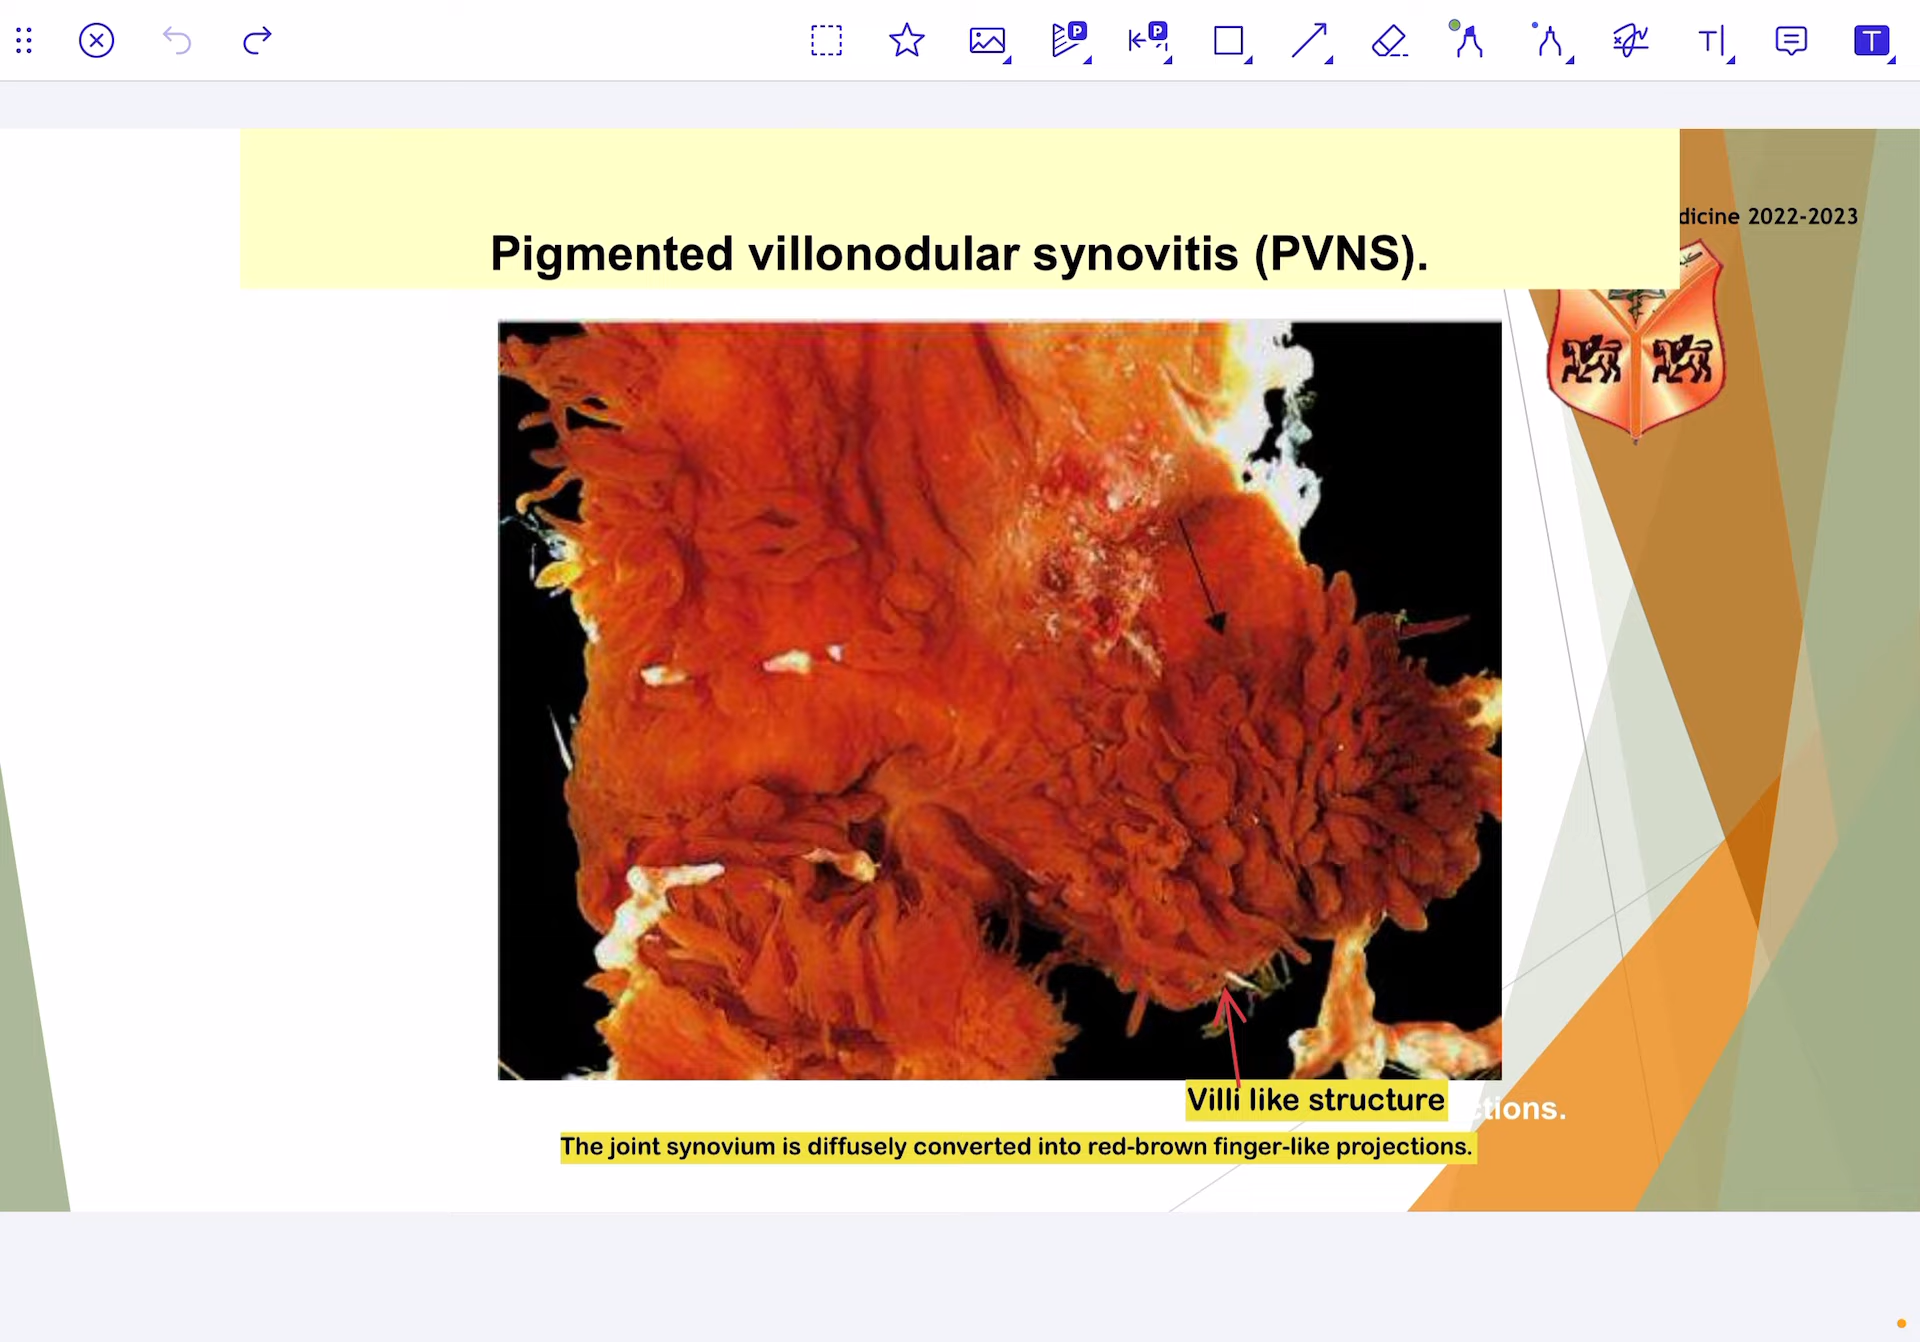 dicine 2022-2023
Pigmented villonodular synovitis (PVNS).
Villi like structure
ctions.
The joint synovium is diffusely converted into red-brown finger-like projections.